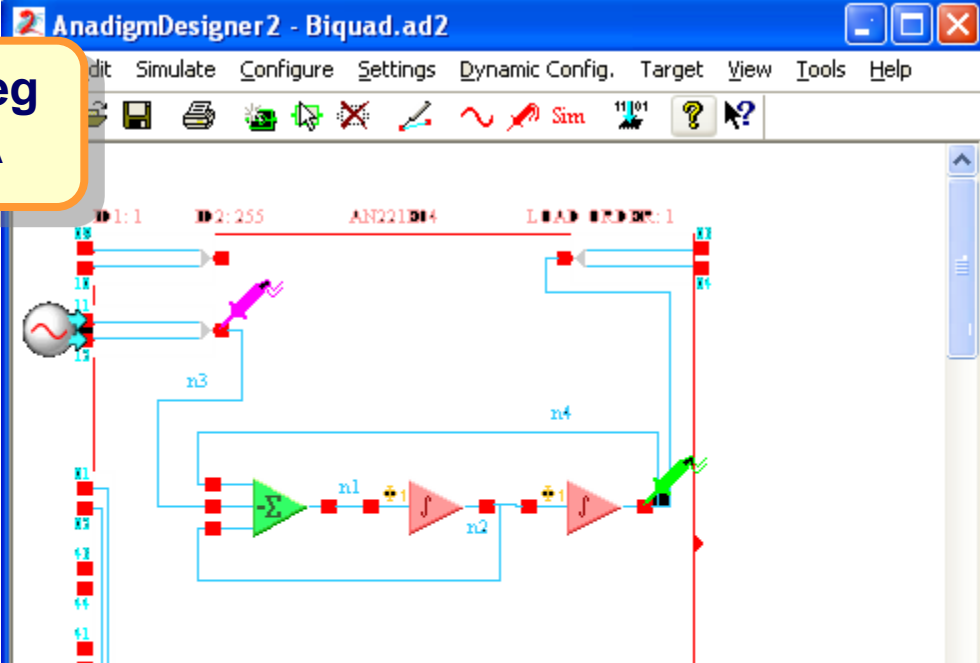 AnadigmDesigner2 - Biquad.ad2
Simulate Configure Settings Dynamic Config. Target View Tools Help
Sim
ID1:1 ID2:255 AN221E04 LOAD ORDER: 1
n3
n4
n1
n2
-Σ
∫
∫